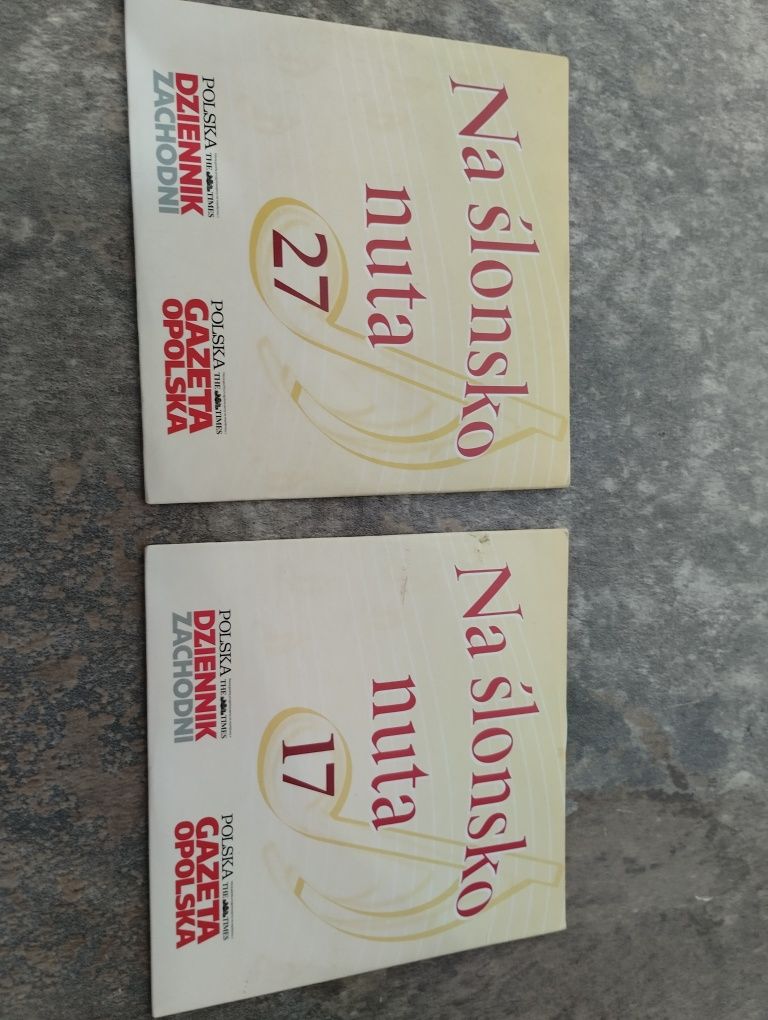 Na ślonsko
nuta
27
POLSKA THE TIMES
DZIENNIK
ZACHODNI
POLSKA THE TIMES
GAZETA
OPOLSKA
Na ślonsko
nuta
17
POLSKA THE TIMES
DZIENNIK
ZACHODNI
POLSKA THE TIMES
GAZETA
OPOLSKA